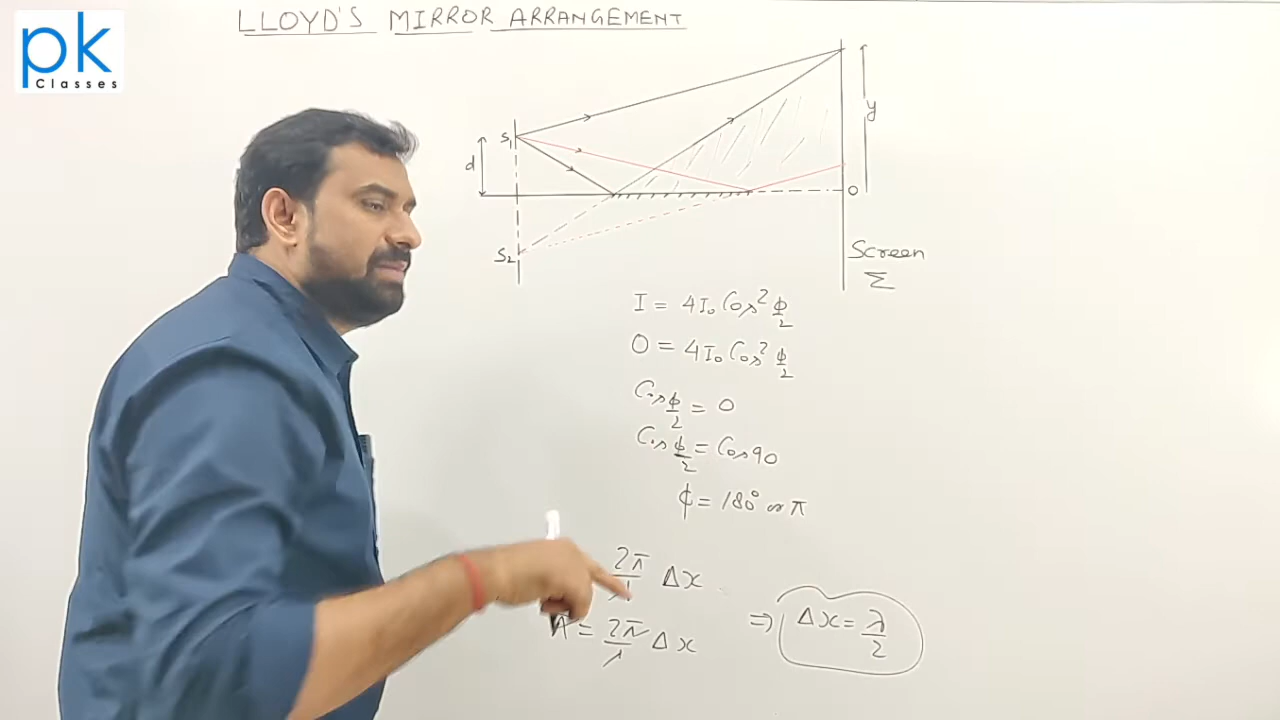 LLOYD'S MIRROR ARRANGEMENT
pk
Classes
S1
d
y
O
S2
Screen
Σ
I = 4I₀ Cos² ϕ/2
O = 4I₀ Cos² ϕ/2
Cos ϕ/2 = 0
Cos ϕ/2 = Cos 90
ϕ = 180° or π
2π/λ Δx
π = 2π/λ Δx
⇒ Δx = λ/2